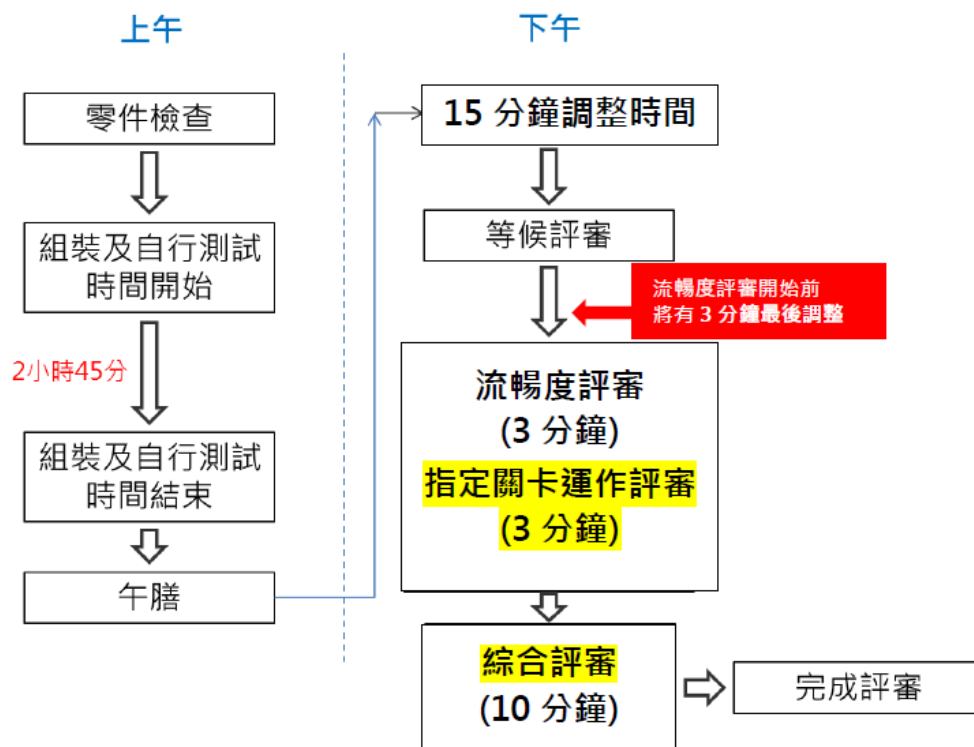 上午
零件檢查
組裝及自行測試
時間開始
2小時45分
組裝及自行測試
時間結束
午膳
下午
15 分鐘調整時間
等候評審
流暢度評審開始前
將有 3 分鐘最後調整
流暢度評審
(3 分鐘)
指定關卡運作評審
(3 分鐘)
綜合評審
(10 分鐘)
完成評審